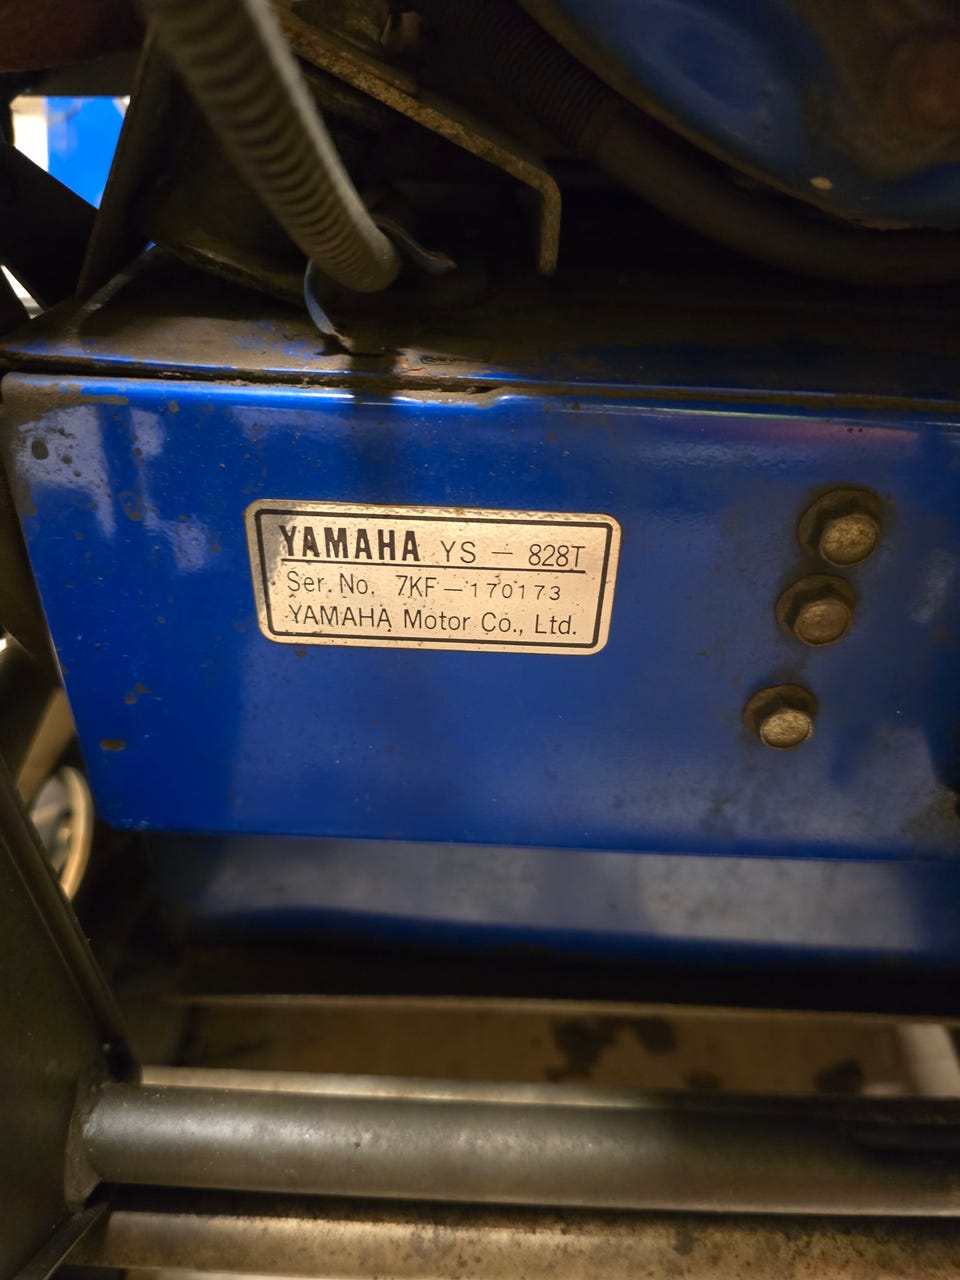 YAMAHA YS — 828T
Ser. No. 7KF — 170173
YAMAHA Motor Co., Ltd.